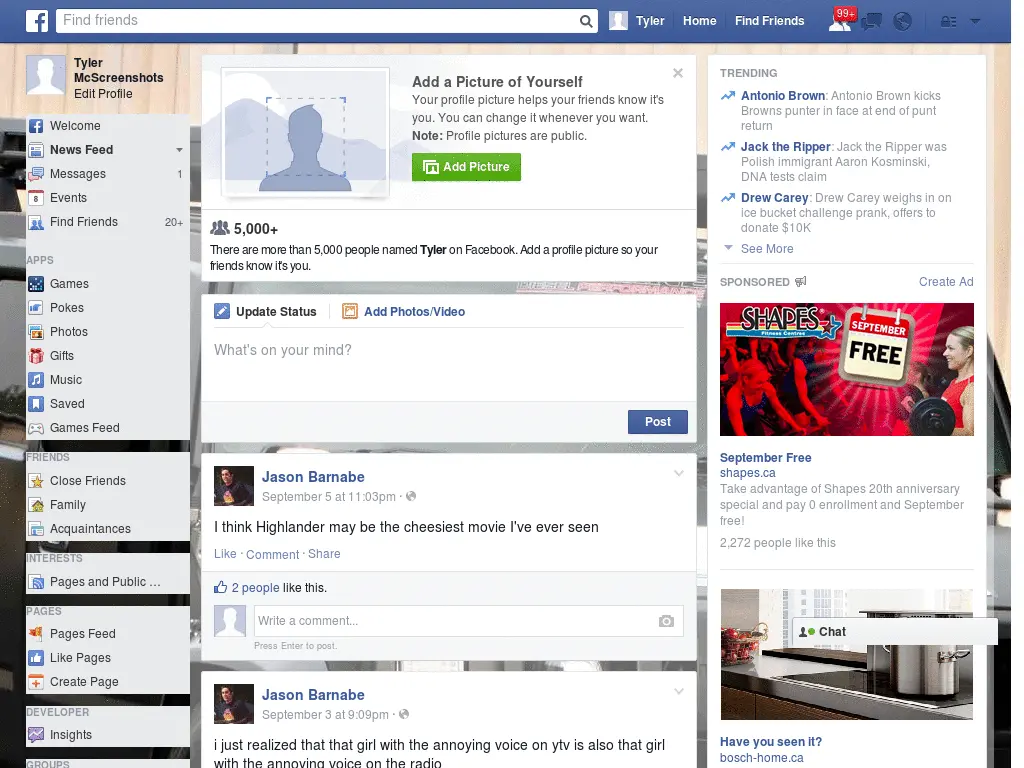 Find friends
Tyler
Home
Find Friends
99+
Tyler
McScreenshots
Edit Profile
Welcome
News Feed
Messages 1
8 Events
Find Friends 20+
APPS
Games
Pokes
Photos
Gifts
Music
Saved
Games Feed
FRIENDS
Close Friends
Family
Acquaintances
INTERESTS
Pages and Public ...
PAGES
Pages Feed
Like Pages
Create Page
DEVELOPER
Insights
GROUPS
Add a Picture of Yourself
Your profile picture helps your friends know it's
you. You can change it whenever you want.
Note: Profile pictures are public.
Add Picture
5,000+
There are more than 5,000 people named Tyler on Facebook. Add a profile picture so your
friends know it's you.
Update Status
Add Photos/Video
What's on your mind?
Post
Jason Barnabe
September 5 at 11:03pm ·
I think Highlander may be the cheesiest movie I've ever seen
Like · Comment · Share
2 people like this.
Write a comment...
Press Enter to post.
Jason Barnabe
September 3 at 9:09pm ·
i just realized that that girl with the annoying voice on ytv is also that girl
with the annoying voice on the radio
TRENDING
Antonio Brown: Antonio Brown kicks
Browns punter in face at end of punt
return
Jack the Ripper: Jack the Ripper was
Polish immigrant Aaron Kosminski,
DNA tests claim
Drew Carey: Drew Carey weighs in on
ice bucket challenge prank, offers to
donate $10K
See More
SPONSORED
Create Ad
SHAPES
Fitness Centres
SEPTEMBER
FREE
September Free
shapes.ca
Take advantage of Shapes 20th anniversary
special and pay 0 enrollment and September
free!
2,272 people like this
Chat
Have you seen it?
bosch-home.ca